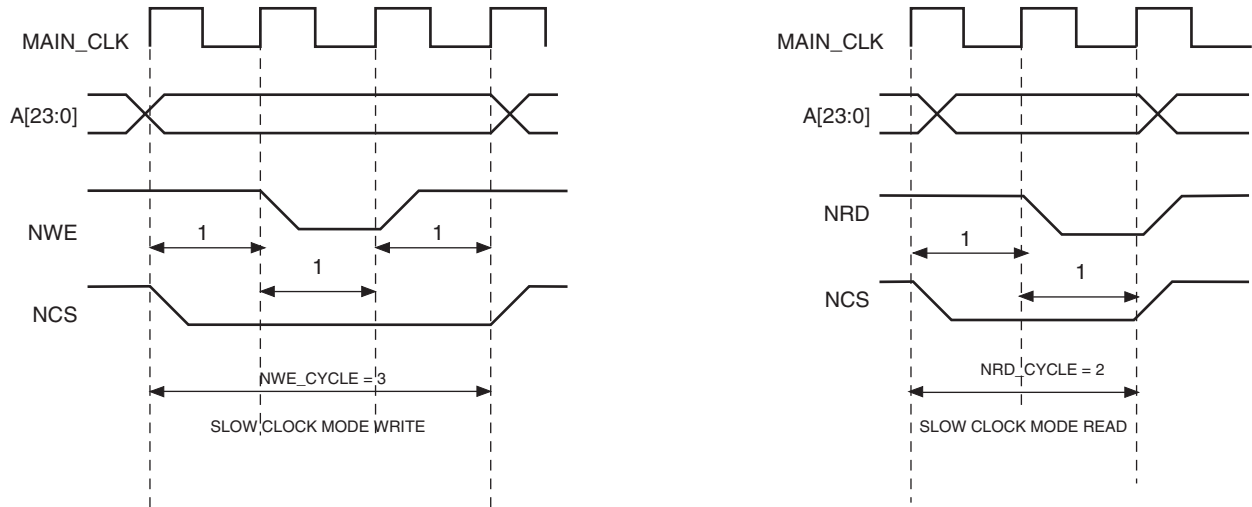 MAIN_CLK
A[23:0]
NWE
1
1
1
NCS
NWE_CYCLE = 3
SLOW CLOCK MODE WRITE
MAIN_CLK
A[23:0]
NRD
1
1
NCS
NRD_CYCLE = 2
SLOW CLOCK MODE READ